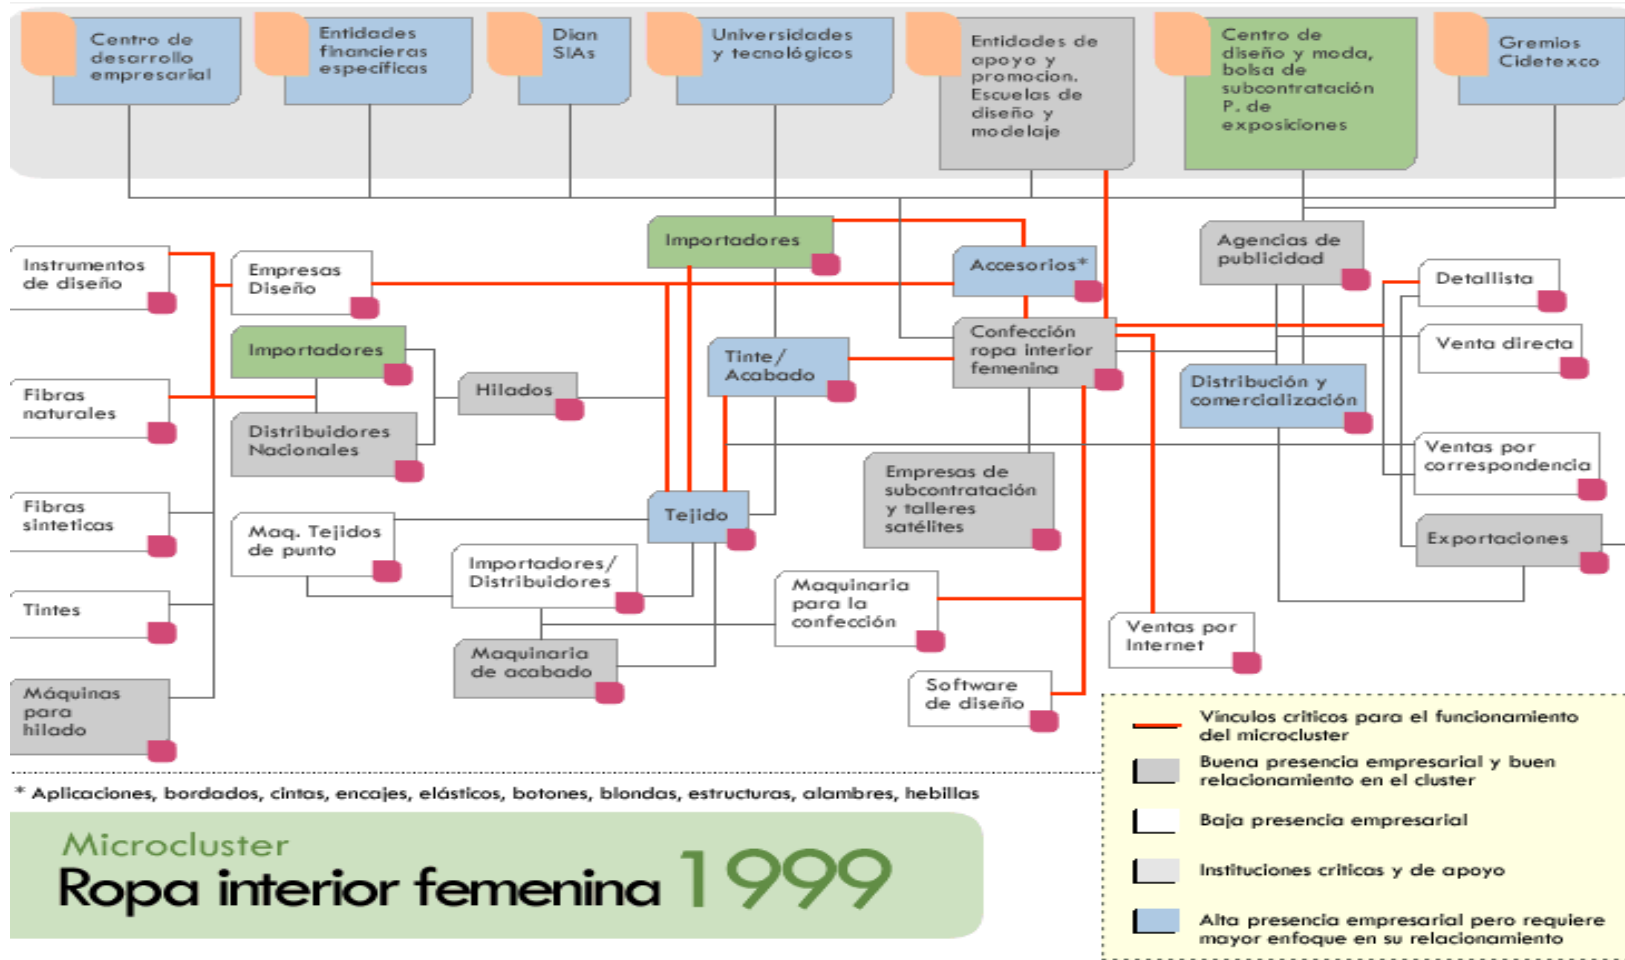 Centro de
desarrollo
empresarial
Entidades
financieras
específicas
Dian
SIAs
Universidades
y tecnológicos
Entidades de
apoyo y
promocion.
Escuelas de
diseño y
modelaje
Centro de
diseño y moda,
bolsa de
subcontratación
P. de
exposiciones
Gremios
Cidetexco
Instrumentos
de diseño
Empresas
Diseño
Importadores
Accesorios*
Agencias de
publicidad
Detallista
Importadores
Tinte/
Acabado
Confección
ropa interior
femenina
Venta directa
Fibras
naturales
Hilados
Distribución y
comercialización
Distribuidores
Nacionales
Ventas por
correspondencia
Fibras
sinteticas
Maq. Tejidos
de punto
Tejido
Empresas de
subcontratación
y talleres
satélites
Exportaciones
Importadores/
Distribuidores
Tintes
Maquinaria
para la
confección
Ventas por
Internet
Maquinaria
de acabado
Software
de diseño
Máquinas
para
hilado
Vínculos criticos para el funcionamiento
del microcluster
Buena presencia empresarial y buen
relacionamiento en el cluster
Baja presencia empresarial
Instituciones criticas y de apoyo
Alta presencia empresarial pero requiere
mayor enfoque en su relacionamiento
* Aplicaciones, bordados, cintas, encajes, elásticos, botones, blondas, estructuras, alambres, hebillas
Microcluster
Ropa interior femenina 1999